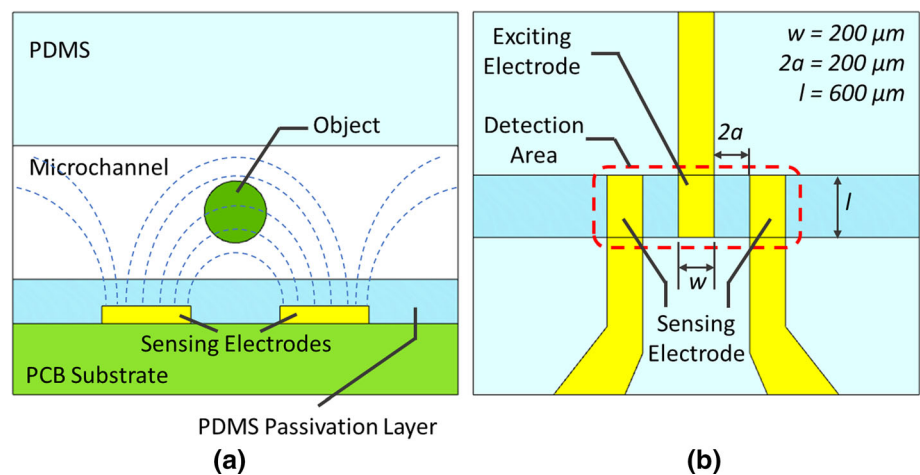 PDMS
Object
Microchannel
Sensing Electrodes
PCB Substrate
PDMS Passivation Layer
(a)
Exciting
Electrode
w = 200 μm
2a = 200 μm
l = 600 μm
Detection
Area
2a
l
w
Sensing
Electrode
(b)